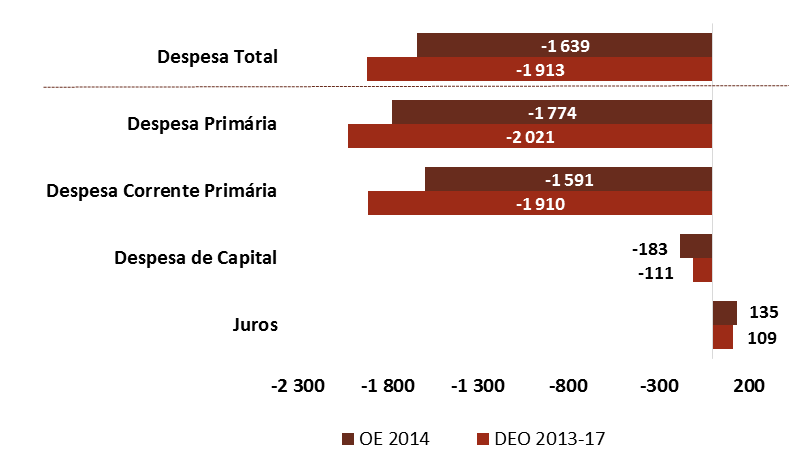 Despesa Total
-1 639
-1 913
Despesa Primária
-1 774
-2 021
Despesa Corrente Primária
-1 591
-1 910
Despesa de Capital
-183
-111
Juros
135
109
-2 300 -1 800 -1 300 -800 -300 200
OE 2014 DEO 2013-17